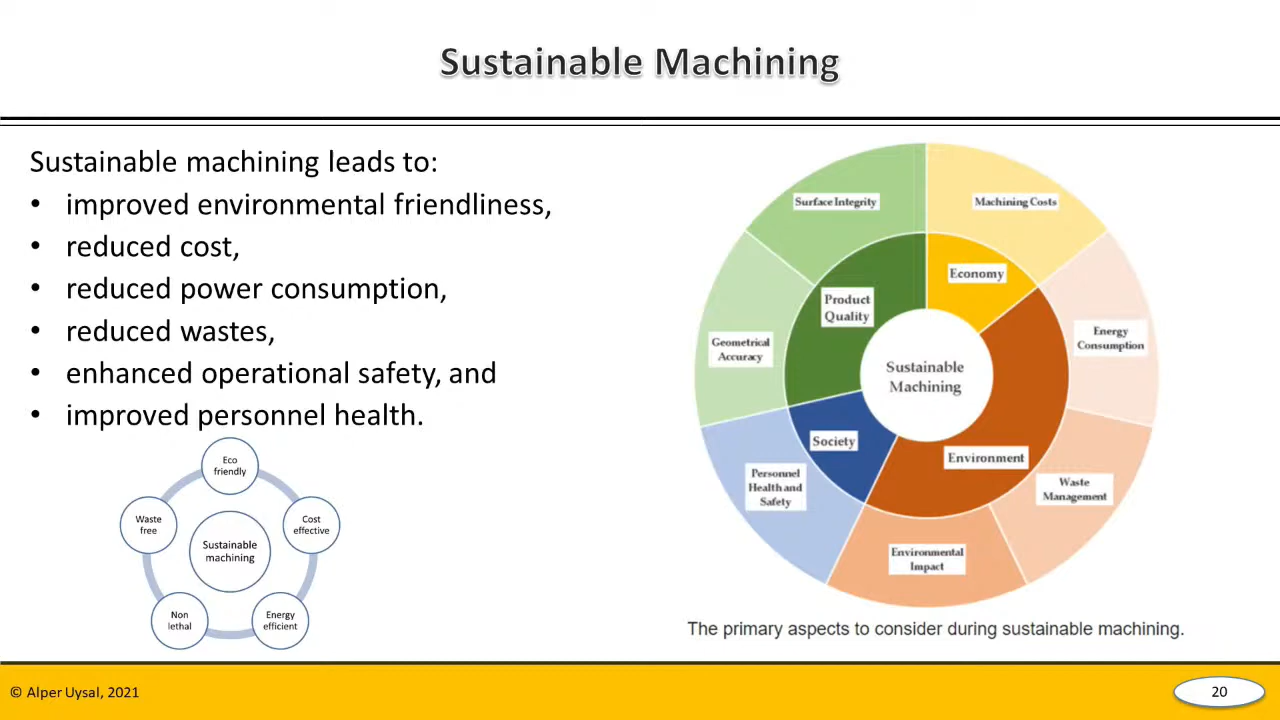 Sustainable Machining
Sustainable machining leads to:
• improved environmental friendliness,
• reduced cost,
• reduced power consumption,
• reduced wastes,
• enhanced operational safety, and
• improved personnel health.
Eco
friendly
Cost
effective
Energy
efficient
Non
lethal
Waste
free
Sustainable
machining
Surface Integrity
Machining Costs
Economy
Product
Quality
Geometrical
Accuracy
Energy
Consumption
Sustainable
Machining
Society
Environment
Personnel
Health and
Safety
Waste
Management
Environmental
Impact
The primary aspects to consider during sustainable machining.
© Alper Uysal, 2021
20